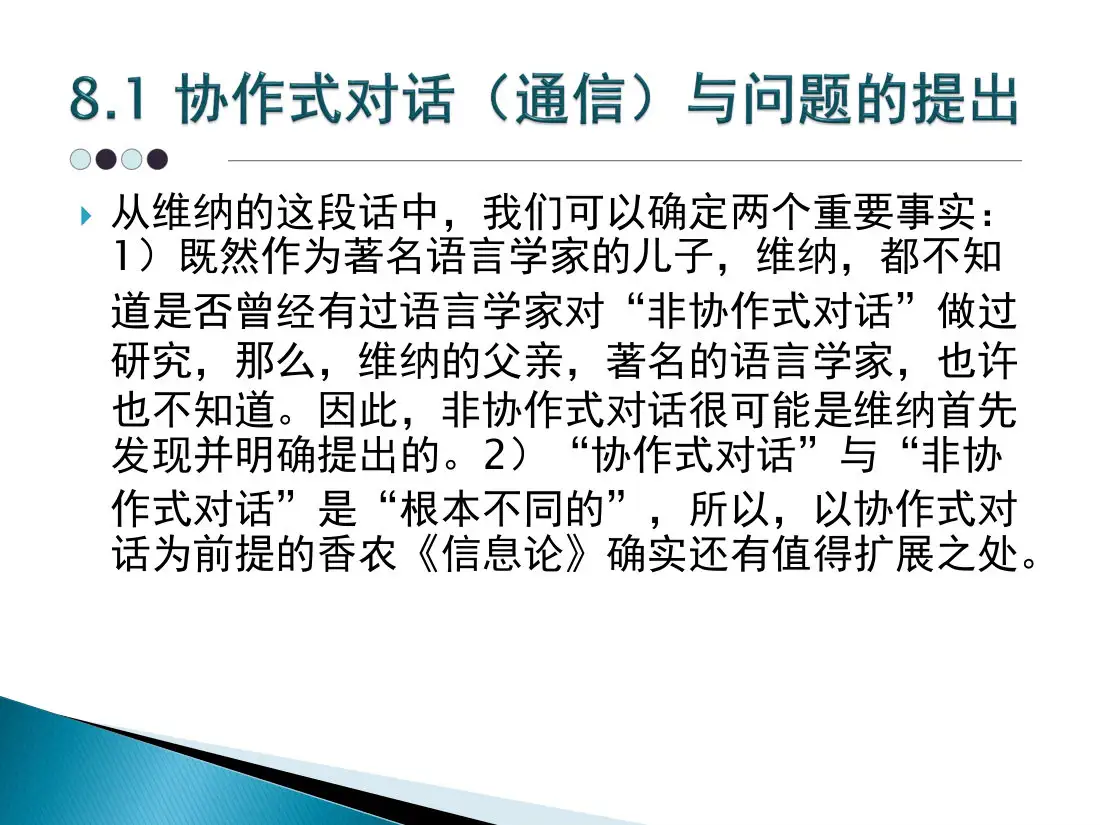 8.1 协作式对话（通信）与问题的提出
从维纳的这段话中，我们可以确定两个重要事实：
1）既然作为著名语言学家的儿子，维纳，都不知
道是否曾经有过语言学家对“非协作式对话”做过
研究，那么，维纳的父亲，著名的语言学家，也许
也不知道。因此，非协作式对话很可能是维纳首先
发现并明确提出的。2）“协作式对话”与“非协
作式对话”是“根本不同的”，所以，以协作式对
话为前提的香农《信息论》确实还有值得扩展之处。